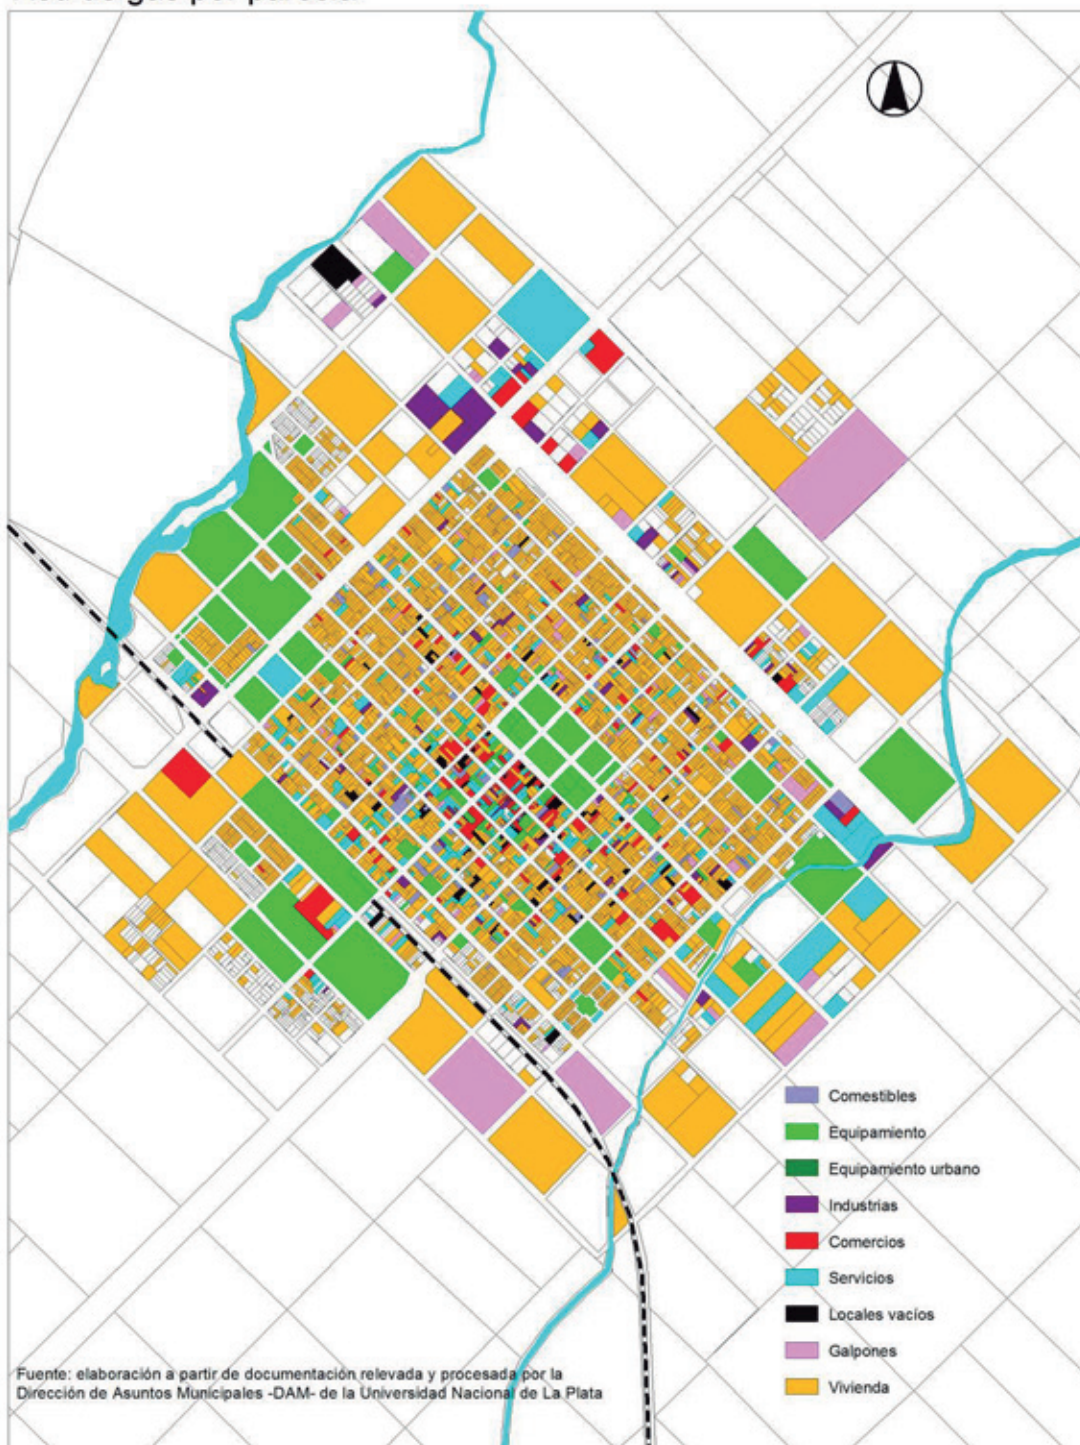 Comestibles
Equipamiento
Equipamiento urbano
Industrias
Comercios
Servicios
Locales vacíos
Galpones
Vivienda
Fuente: elaboración a partir de documentación relevada y procesada por la
Dirección de Asuntos Municipales -DAM- de la Universidad Nacional de La Plata